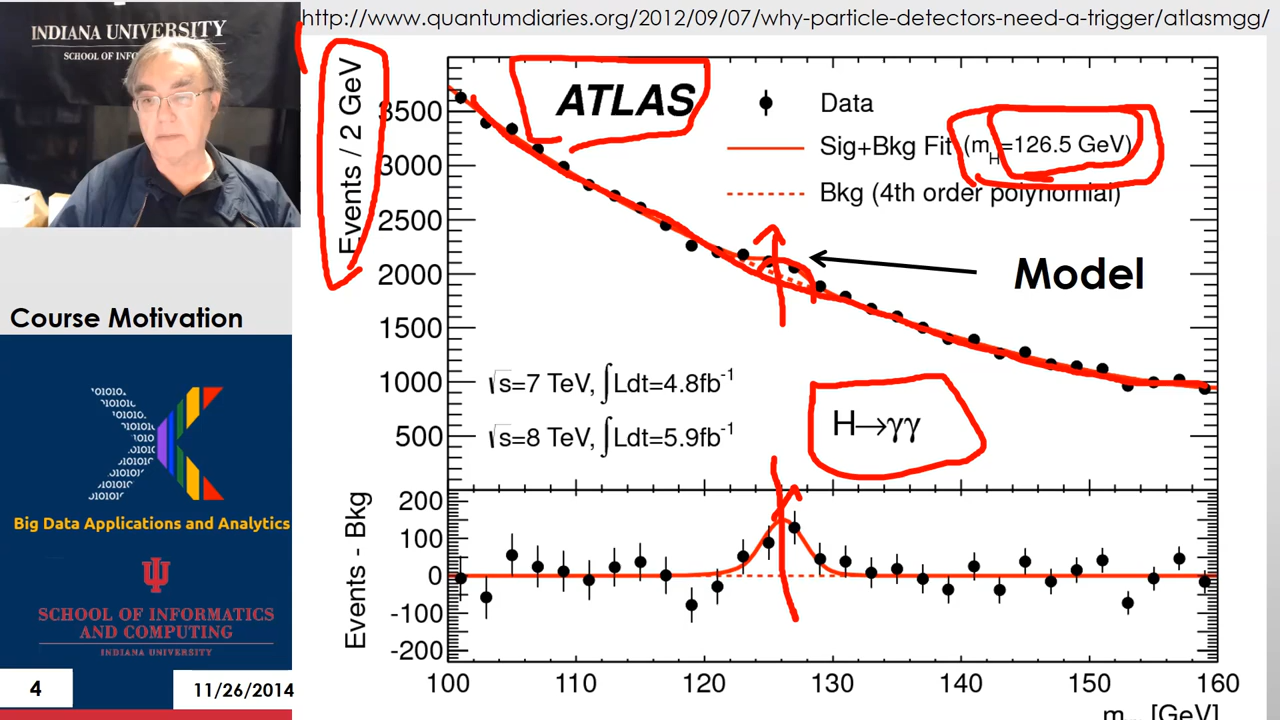 http://www.quantumdiaries.org/2012/09/07/why-particle-detectors-need-a-trigger/atlasmgg/
INDIANA UNIVERSITY
SCHOOL OF INFORMATI
Course Motivation
Big Data Applications and Analytics
SCHOOL OF INFORMATICS
AND COMPUTING
INDIANA UNIVERSITY
4
11/26/2014
Events / 2 GeV
3500
3000
2500
2000
1500
1000
500
ATLAS
Data
Sig+Bkg Fit (mH=126.5 GeV)
Bkg (4th order polynomial)
Model
√s=7 TeV, ∫Ldt=4.8fb-1
√s=8 TeV, ∫Ldt=5.9fb-1
H→γγ
Events - Bkg
200
100
0
-100
-200
100 110 120 130 140 150 160
[GeV]